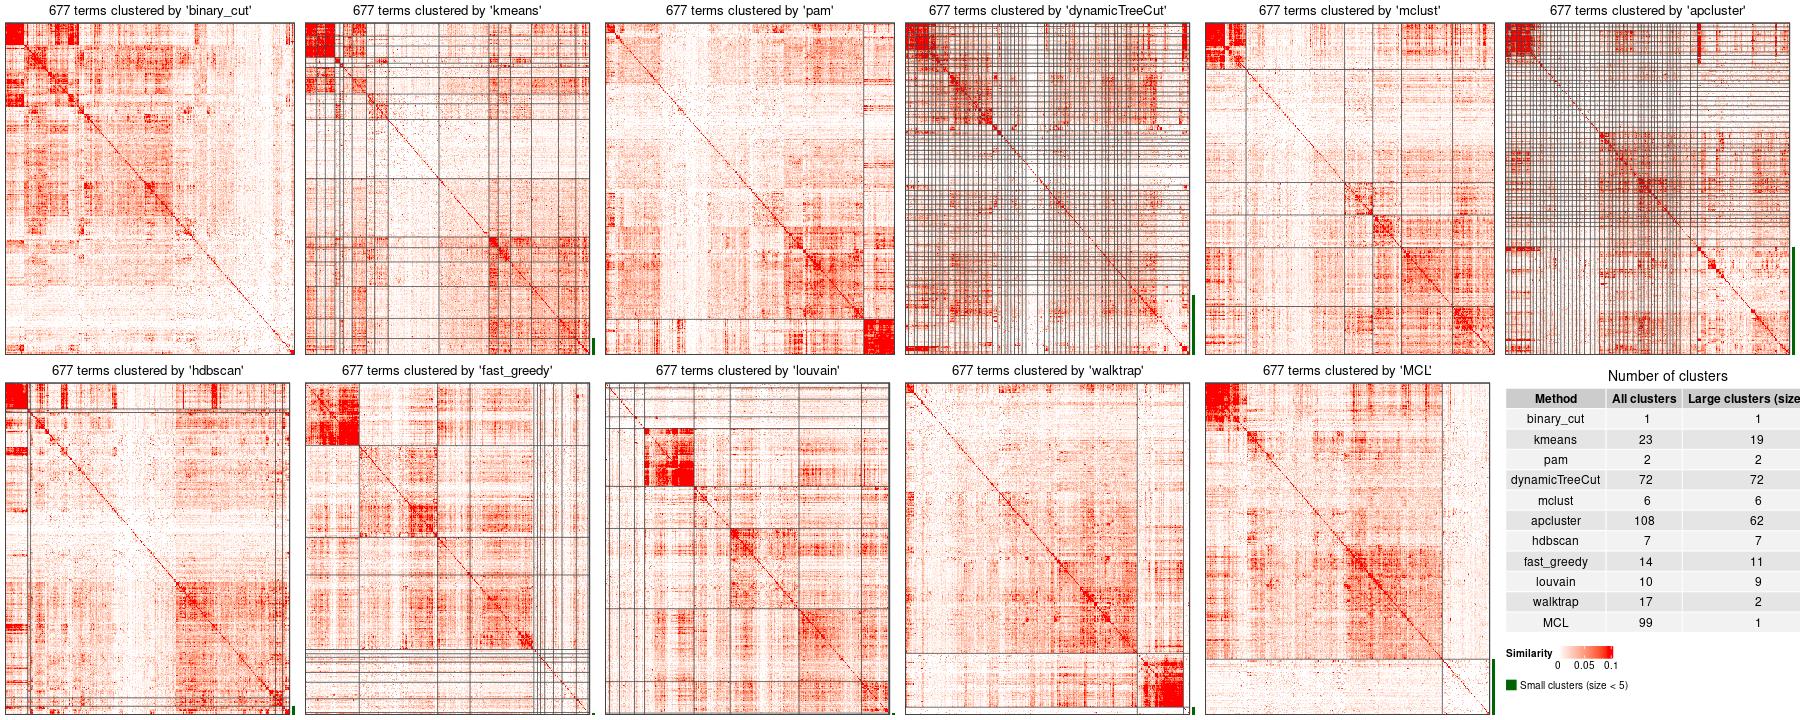 677 terms clustered by 'binary_cut'
677 terms clustered by 'kmeans'
677 terms clustered by 'pam'
677 terms clustered by 'dynamicTreeCut'
677 terms clustered by 'mclust'
677 terms clustered by 'apcluster'
677 terms clustered by 'hdbscan'
677 terms clustered by 'fast_greedy'
677 terms clustered by 'louvain'
677 terms clustered by 'walktrap'
677 terms clustered by 'MCL'
Number of clusters
Method All clusters Large clusters (size
binary_cut 1 1
kmeans 23 19
pam 2 2
dynamicTreeCut 72 72
mclust 6 6
apcluster 108 62
hdbscan 7 7
fast_greedy 14 11
louvain 10 9
walktrap 17 2
MCL 99 1
Similarity
0 0.05 0.1
Small clusters (size < 5)